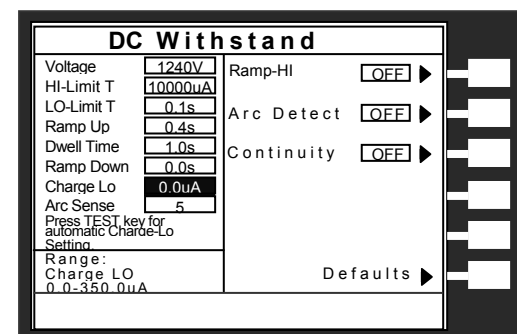 DC Withstand
Voltage 1240V
HI-Limit T 10000uA
LO-Limit T 0.1s
Ramp Up 0.4s
Dwell Time 1.0s
Ramp Down 0.0s
Charge Lo 0.0uA
Arc Sense 5
Press TEST key for
automatic Charge-Lo
Setting.
Range:
Charge LO
0.0-350.0uA
Ramp-HI OFF
Arc Detect OFF
Continuity OFF
Defaults